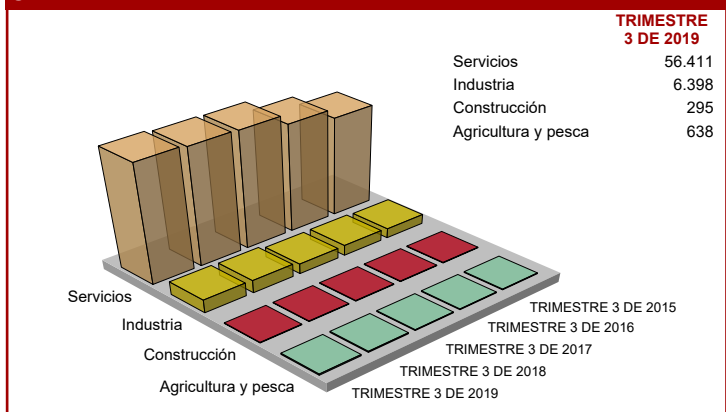 TRIMESTRE
3 DE 2019
Servicios 56.411
Industria 6.398
Construcción 295
Agricultura y pesca 638
Servicios
Industria
Construcción
Agricultura y pesca
TRIMESTRE 3 DE 2015
TRIMESTRE 3 DE 2016
TRIMESTRE 3 DE 2017
TRIMESTRE 3 DE 2018
TRIMESTRE 3 DE 2019